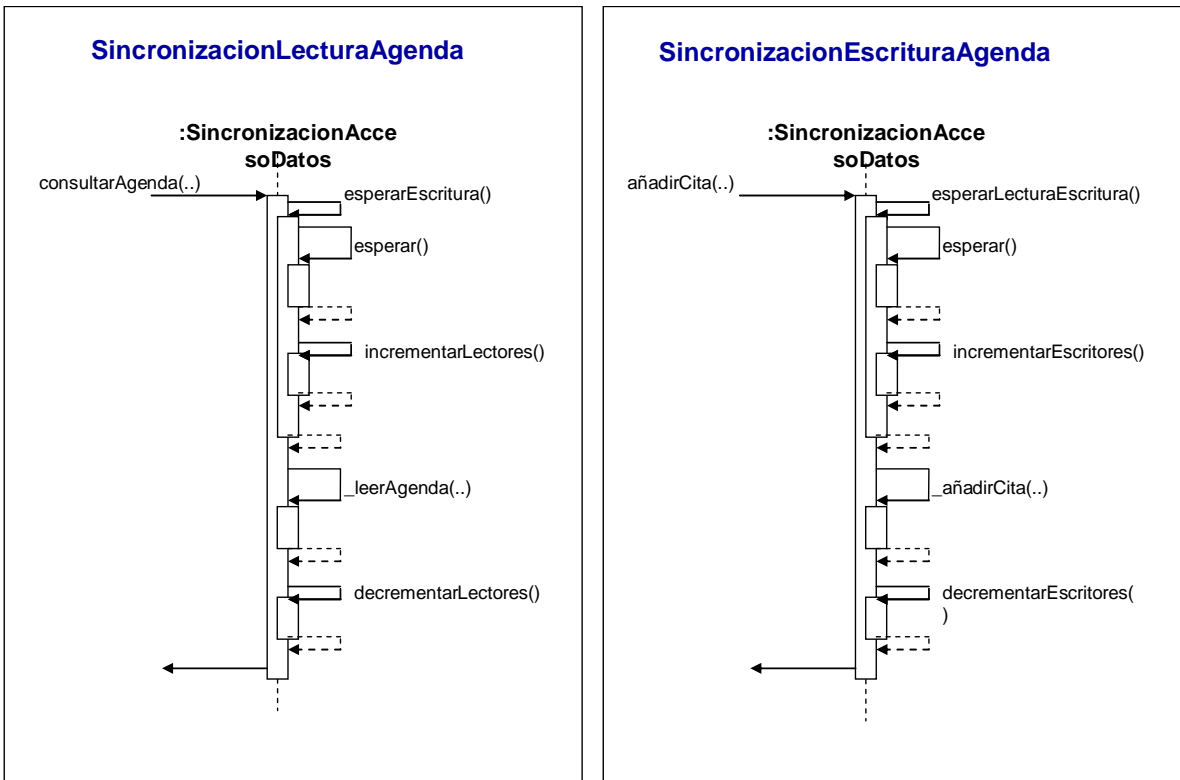 SincronizacionLecturaAgenda
:SincronizacionAcce
soDatos
consultarAgenda(..)
esperarEscritura()
esperar()
incrementarLectores()
_leerAgenda(..)
decrementarLectores()
SincronizacionEscrituraAgenda
:SincronizacionAcce
soDatos
añadirCita(..)
esperarLecturaEscritura()
esperar()
incrementarEscritores()
_añadirCita(..)
decrementarEscritores(
)